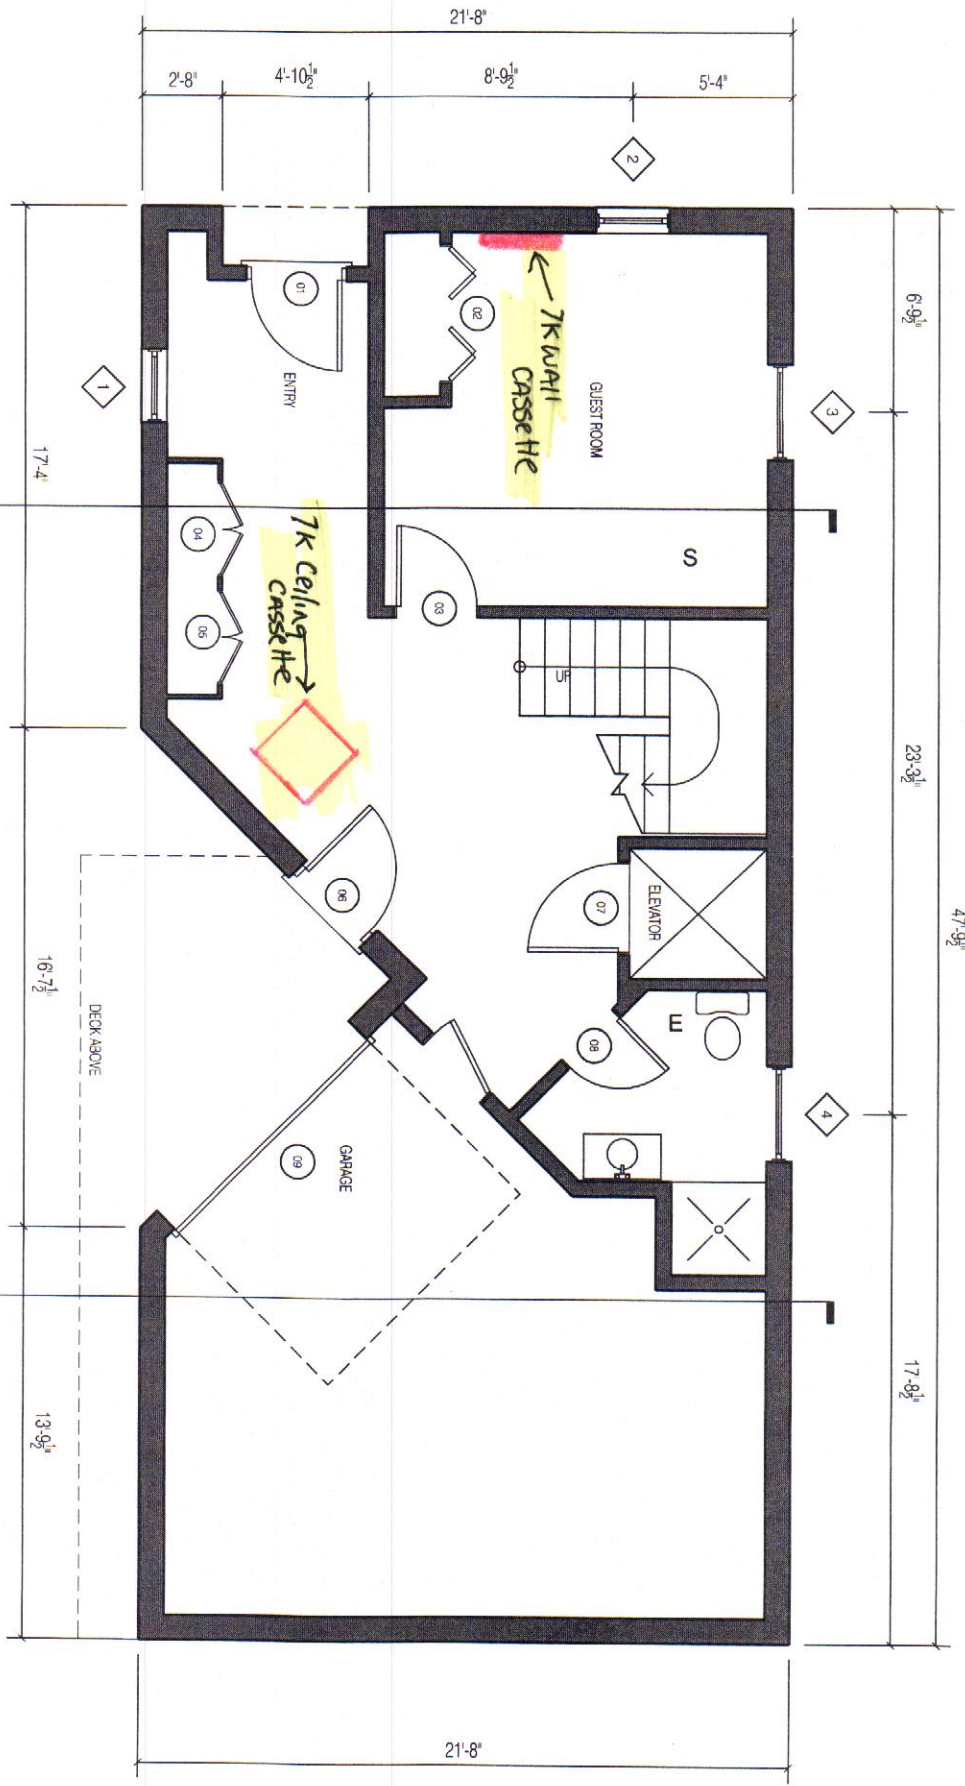 21'-8"
2'-8"
4'-10½"
8'-9½"
5'-4"
2
6'-9½"
01
02
7K WAll
CASSette
GUEST ROOM
3
1
ENTRY
17'-4"
04
05
7K Ceiling
CASSette
03
S
UP
23'-3½"
06
07
ELEVATOR
47'-9½"
16'-7½"
DECK ABOVE
08
E
4
09
GARAGE
17'-8½"
13'-9½"
21'-8"